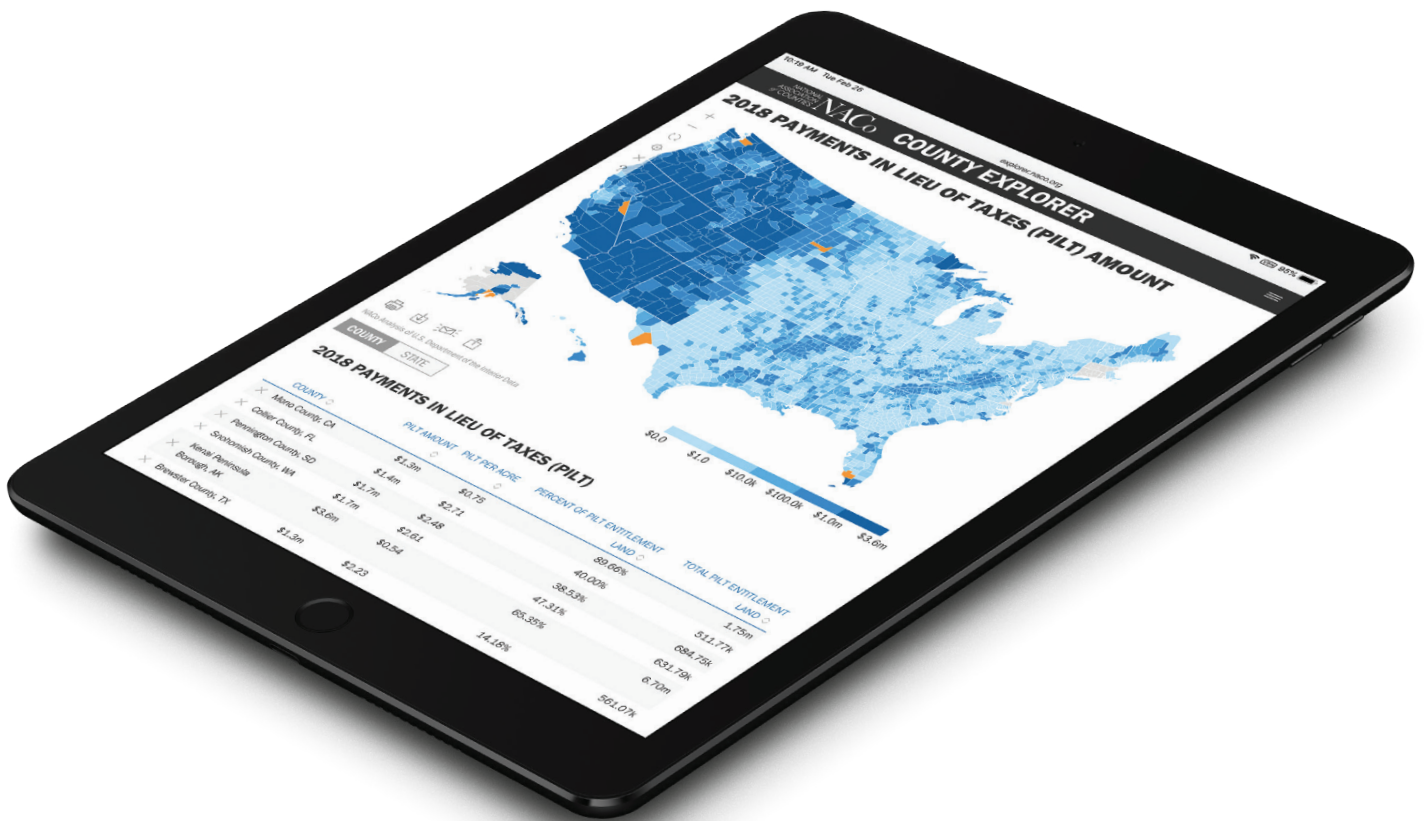 10:19 AM Tue Feb 26
explorer.naco.org
95%
NATIONAL
ASSOCIATION
of COUNTIES
NACo COUNTY EXPLORER
2018 PAYMENTS IN LIEU OF TAXES (PILT) AMOUNT
$0.0 $1.0 $10.0k $100.0k $1.0m $3.6m
NACo Analysis of U.S. Department of the Interior Data
COUNTY STATE
2018 PAYMENTS IN LIEU OF TAXES (PILT)
COUNTY PILT AMOUNT PILT PER ACRE PERCENT OF PILT ENTITLEMENT LAND TOTAL PILT ENTITLEMENT LAND
Mono County, CA $1.3m $0.75 89.66% 1.75m
Collier County, FL $1.4m $2.71 40.00% 511.77k
Pennington County, SD $1.7m $2.48 38.53% 684.75k
Snohomish County, WA $1.7m $2.61 47.31% 631.79k
Kenai Peninsula Borough, AK $3.6m $0.54 65.35% 6.70m
Brewster County, TX $1.3m $2.23 14.18% 561.07k